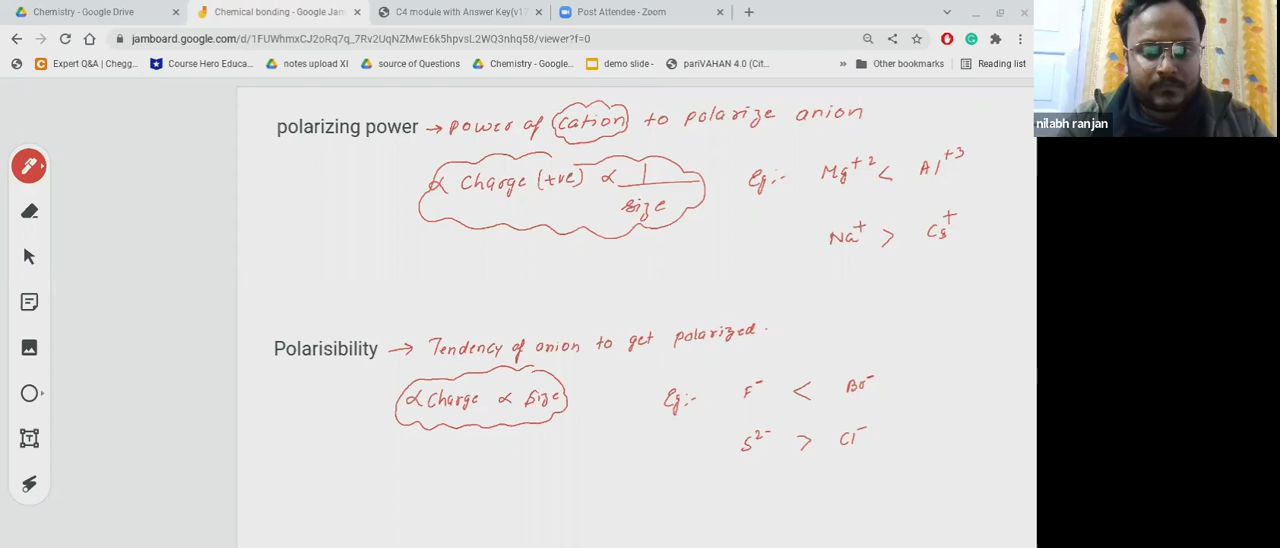 Chemistry - Google Drive
Chemical bonding - Google Jam
C4 module with Answer Key(v1
Post Attendee - Zoom
jamboard.google.com/d/1FUWhmxCJ2oRq7q_7Rv2UqNZMwE6k5hpvsL2WQ3nhq58/viewer?f=0
Expert Q&A | Chegg...
Course Hero Educa...
notes upload XI
source of Questions
Chemistry - Google...
demo slide -
pariVAHAN 4.0 (Cit...
Other bookmarks
Reading list
nilabh ranjan
polarizing power → Power of cation to polarize anion
∝ Charge (+ve) ∝ 1/size
Eg:- Mg+2 < Al+3
Na+ > Cs+
Polarisibility → Tendency of anion to get polarized.
∝ Charge ∝ Size
Eg:- F- < Br-
S2- > Cl-